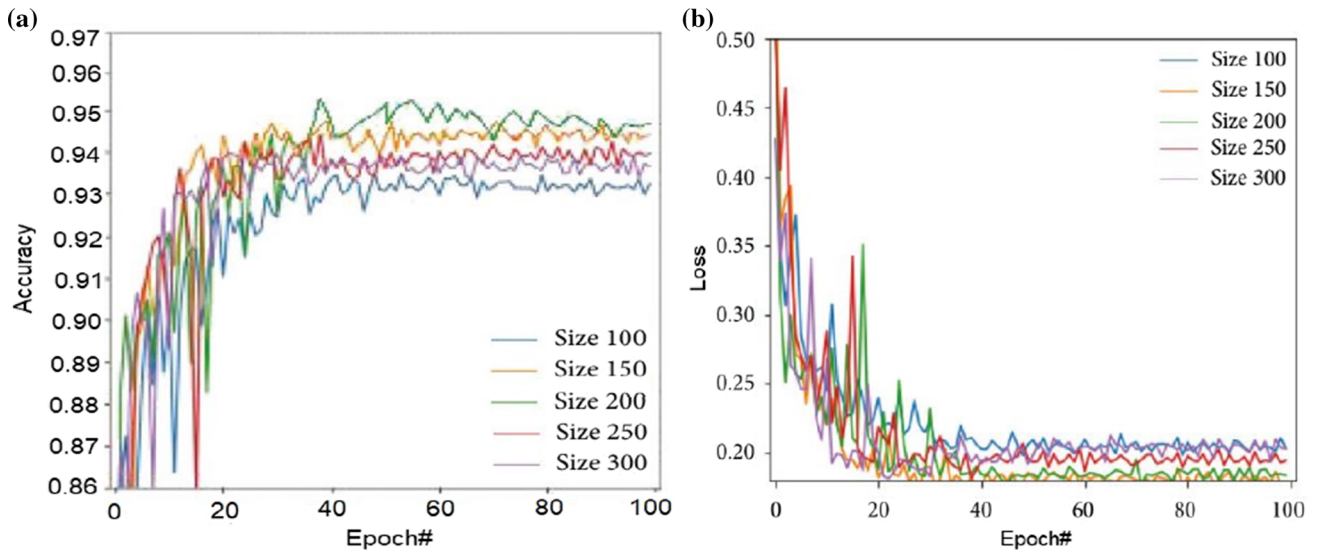 (a)
0.97
0.96
0.95
0.94
0.93
0.92
0.91
0.90
0.89
0.88
0.87
0.86
Accuracy
0 20 40 60 80 100
Epoch#
Size 100
Size 150
Size 200
Size 250
Size 300
(b)
0.50
0.45
0.40
0.35
0.30
0.25
0.20
Loss
0 20 40 60 80 100
Epoch#
Size 100
Size 150
Size 200
Size 250
Size 300